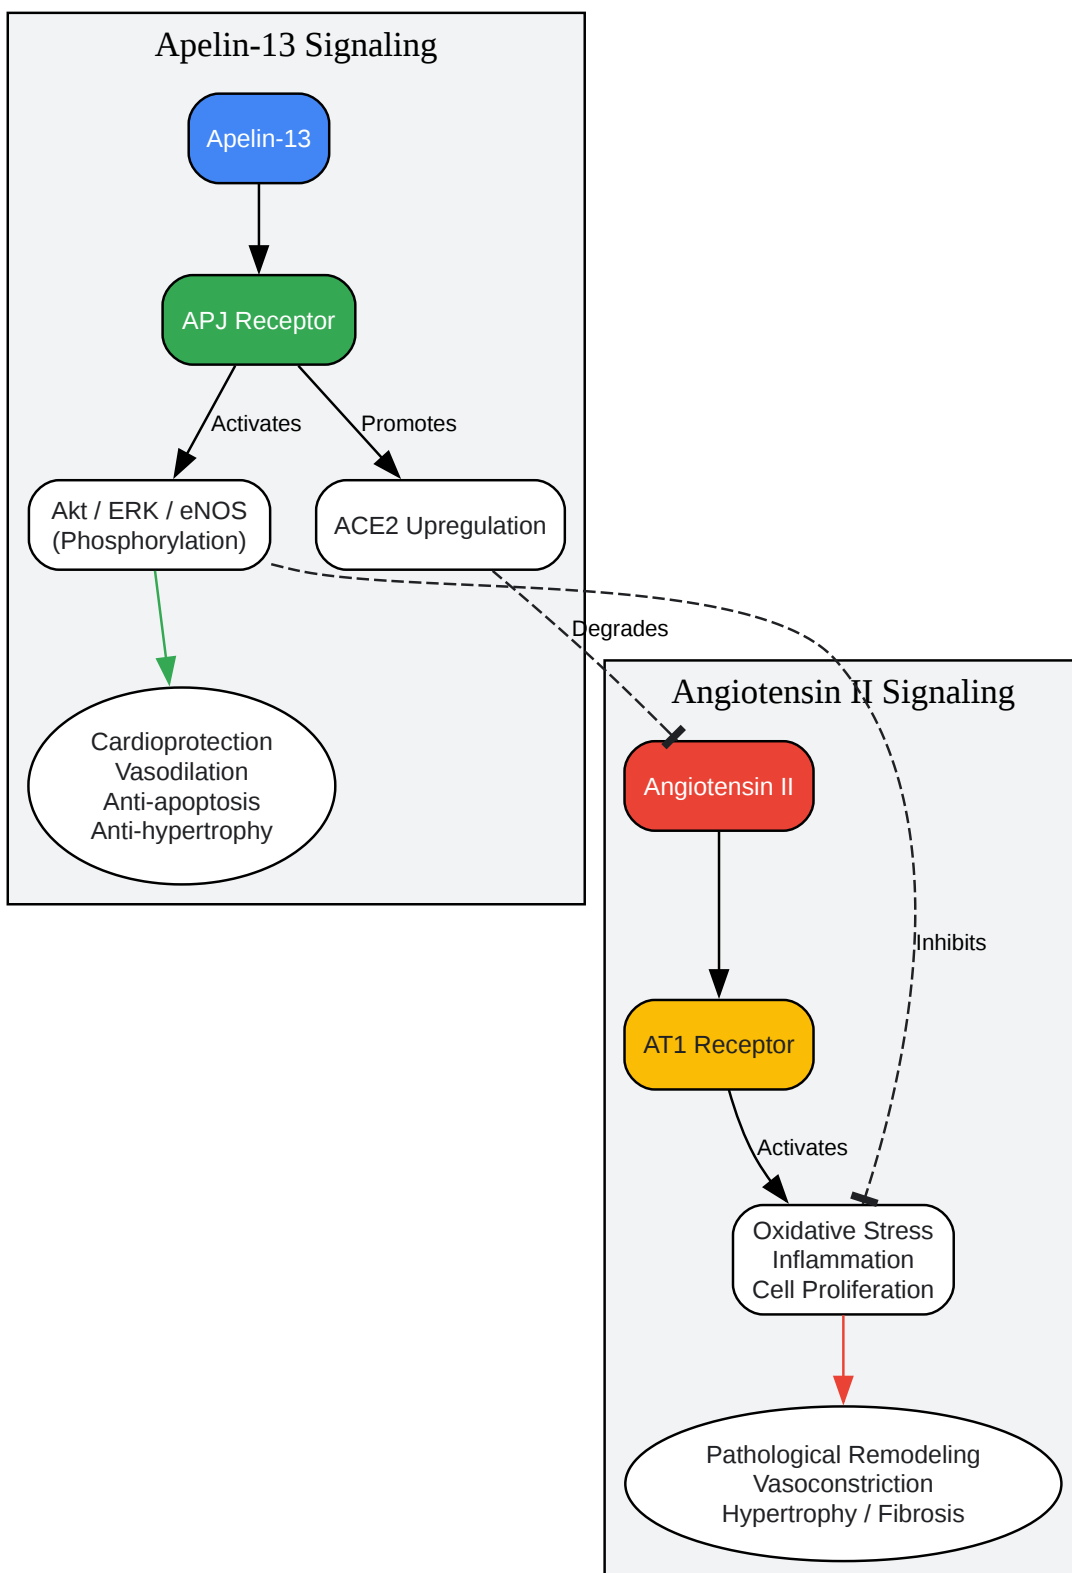 Apelin-13 Signaling
Apelin-13
APJ Receptor
Activates
Promotes
Akt / ERK / eNOS
(Phosphorylation)
ACE2 Upregulation
Degrades
Cardioprotection
Vasodilation
Anti-apoptosis
Anti-hypertrophy
Angiotensin II Signaling
Angiotensin II
Inhibits
AT1 Receptor
Activates
Oxidative Stress
Inflammation
Cell Proliferation
Pathological Remodeling
Vasoconstriction
Hypertrophy / Fibrosis